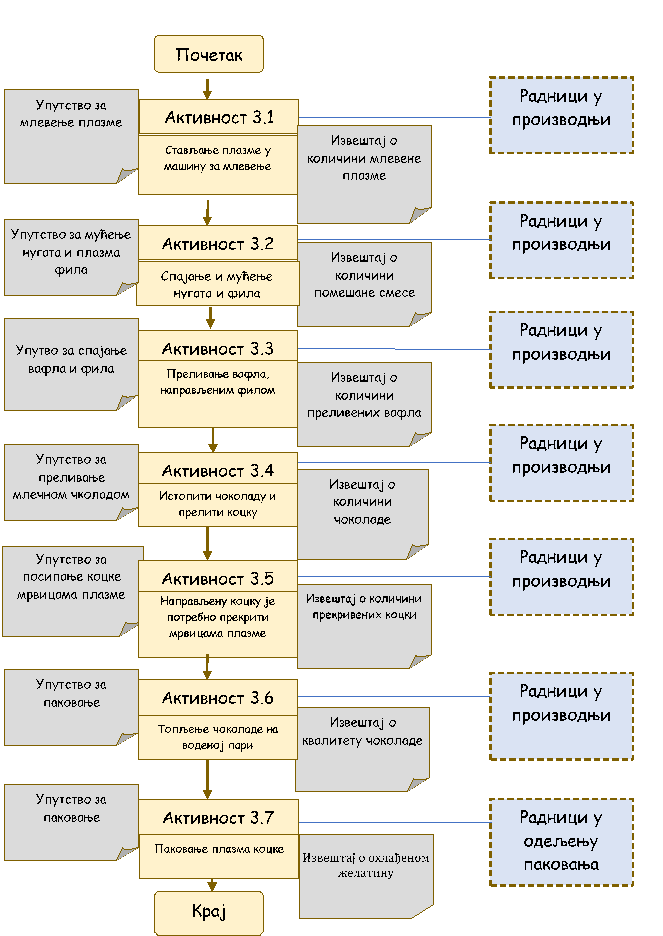 Почетак
Упутство за
млевење плазме
Активност 3.1
Стављање плазме у
машину за млевење
Извештај о
количини млевене
плазме
Радници у
производњи
Упутство за мућење
нугата и плазма
фила
Активност 3.2
Спајање и мућење
нугата и фила
Извештај о
количини
помешане смесе
Радници у
производњи
Упутво за спајање
вафла и фила
Активност 3.3
Преливање вафла,
направљеним филом
Извештај о
количини
преливених вафла
Радници у
производњи
Упутство за
преливање
млечном чколадом
Активност 3.4
Истопити чоколаду и
прелити коцку
Извештај о
количини
чоколаде
Радници у
производњи
Упутство за
посипање коцке
мрвицама плазме
Активност 3.5
Направљену коцку је
потребно прекрити
мрвицама плазме
Извештај о количини
прекривених коцки
Радници у
производњи
Упутство за
паковање
Активност 3.6
Топљење чоколаде на
воденој пари
Извештај о
квалитету чоколаде
Радници у
производњи
Упутство за
паковање
Активност 3.7
Паковање плазма коцке
Извештај о охлађеном
желатину
Радници у
одељењу
паковања
Крај